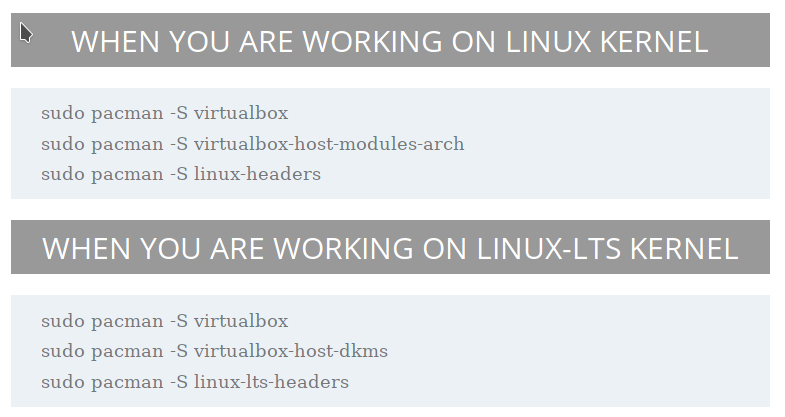 WHEN YOU ARE WORKING ON LINUX KERNEL
sudo pacman -S virtualbox
sudo pacman -S virtualbox-host-modules-arch
sudo pacman -S linux-headers
WHEN YOU ARE WORKING ON LINUX-LTS KERNEL
sudo pacman -S virtualbox
sudo pacman -S virtualbox-host-dkms
sudo pacman -S linux-lts-headers